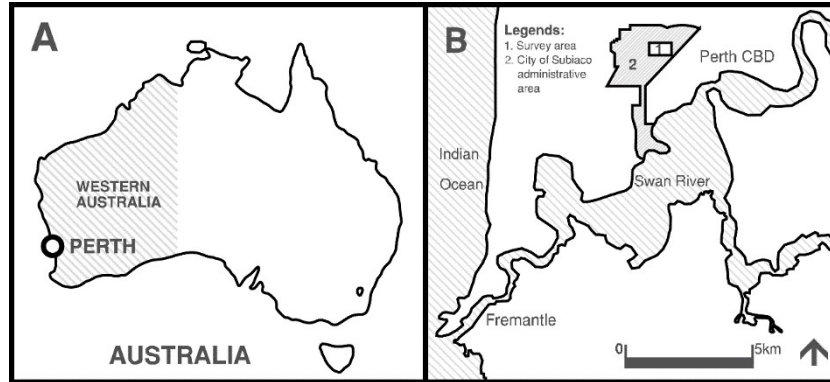 A
WESTERN
AUSTRALIA
PERTH
AUSTRALIA
B
Legends:
1. Survey area
2. City of Subiaco
administrative
area
1
2
Perth CBD
Indian
Ocean
Swan River
Fremantle
0
5km